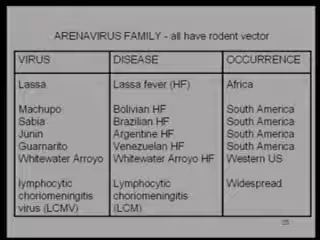 ARENAVIRUS FAMILY - all have rodent vector
VIRUS DISEASE OCCURRENCE
Lassa Lassa fever (HF) Africa
Machupo Bolivian HF South America
Sabia Brazilian HF South America
Junin Argentine HF South America
Guarnarito Venezuelan HF South America
Whitewater Arroyo Whitewater Arroyo HF Western US
lymphocytic Lymphocytic Widespread
choriomeningitis choriomeningitis
virus (LCMV) (LCM)